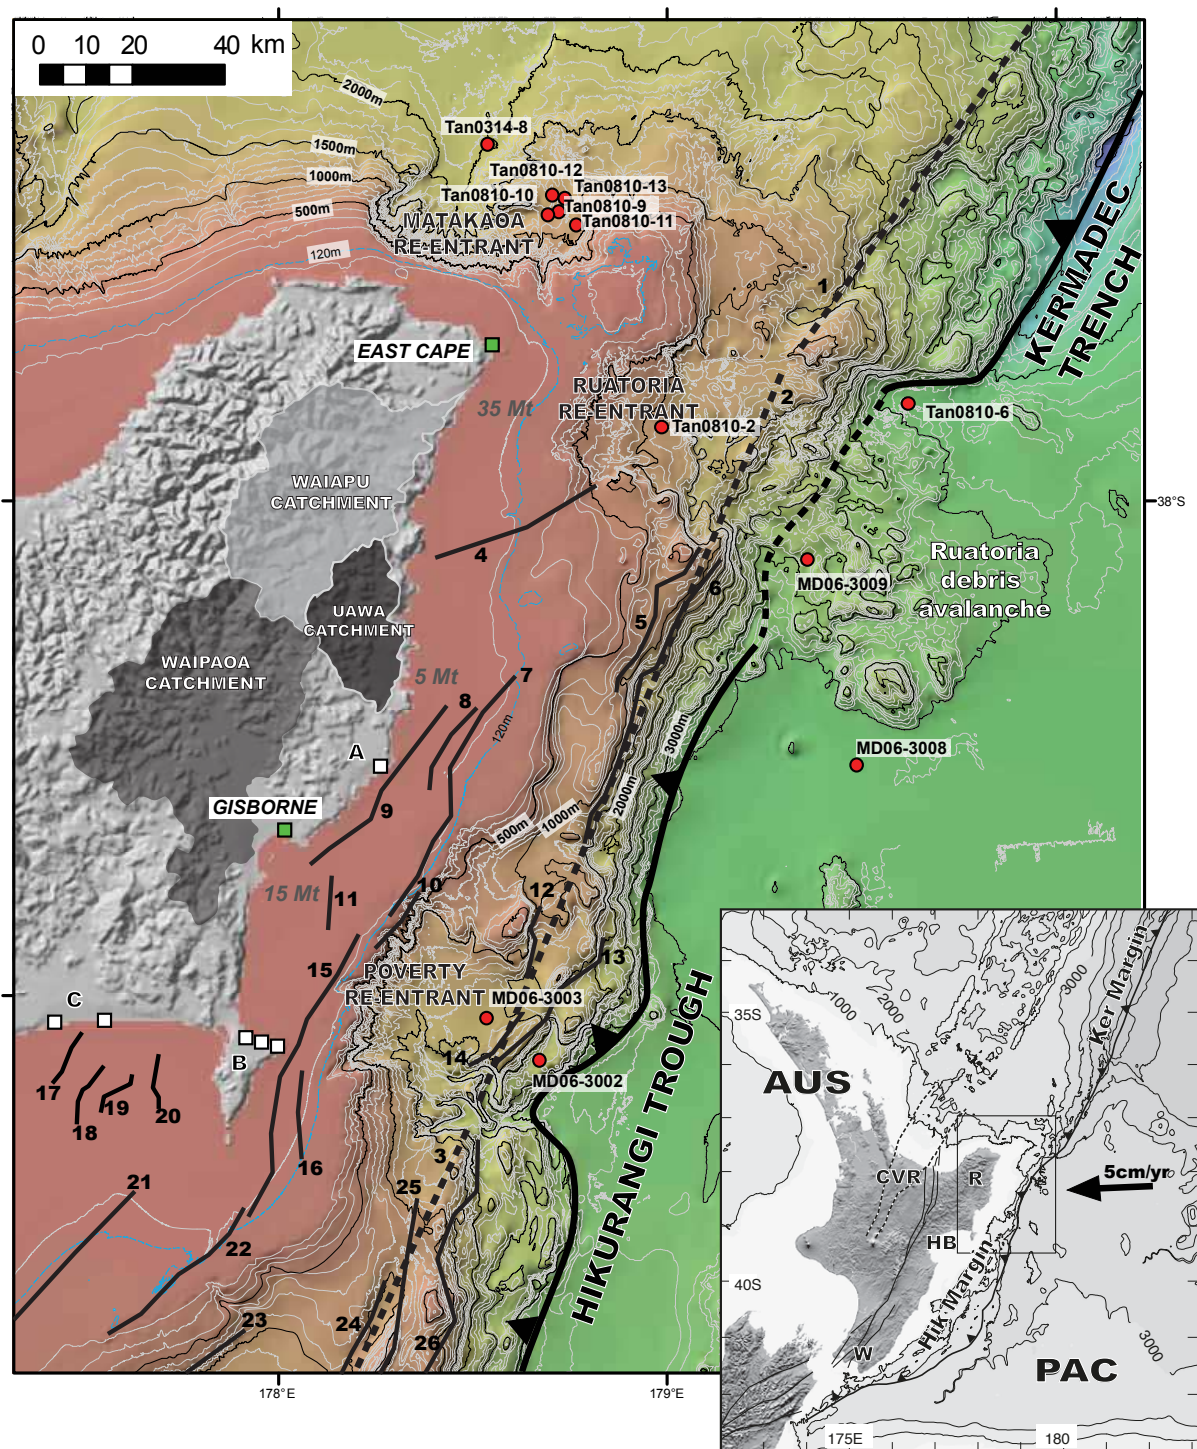 0 10 20 40 km
2000m
1500m
1000m
500m
120m
Tan0314-8
Tan0810-12
Tan0810-13
Tan0810-10
Tan0810-9
Tan0810-11
MATAKAOA
RE-ENTRANT
KERMADEC
TRENCH
1
EAST CAPE
35 Mt
RUATORIA
RE-ENTRANT
2
Tan0810-2
Tan0810-6
WAIAPU
CATCHMENT
38°S
4
Ruatoria
debris
avalanche
MD06-3009
6
5
UAWA
CATCHMENT
WAIPAOA
CATCHMENT
5 Mt
7
8
120m
3000m
2000m
A
MD06-3008
GISBORNE
9
500m
1000m
15 Mt
11
10
12
13
15
POVERTY
RE-ENTRANT
MD06-3003
C
B
14
MD06-3002
17
18
19
20
16
3
21
25
22
HIKURANGI TROUGH
23
24
26
178°E
179°E
1000
2000
3000
Ker Margin
35S
AUS
CVR
R
5cm/yr
HB
Hik Margin
40S
W
PAC
3000
175E
180